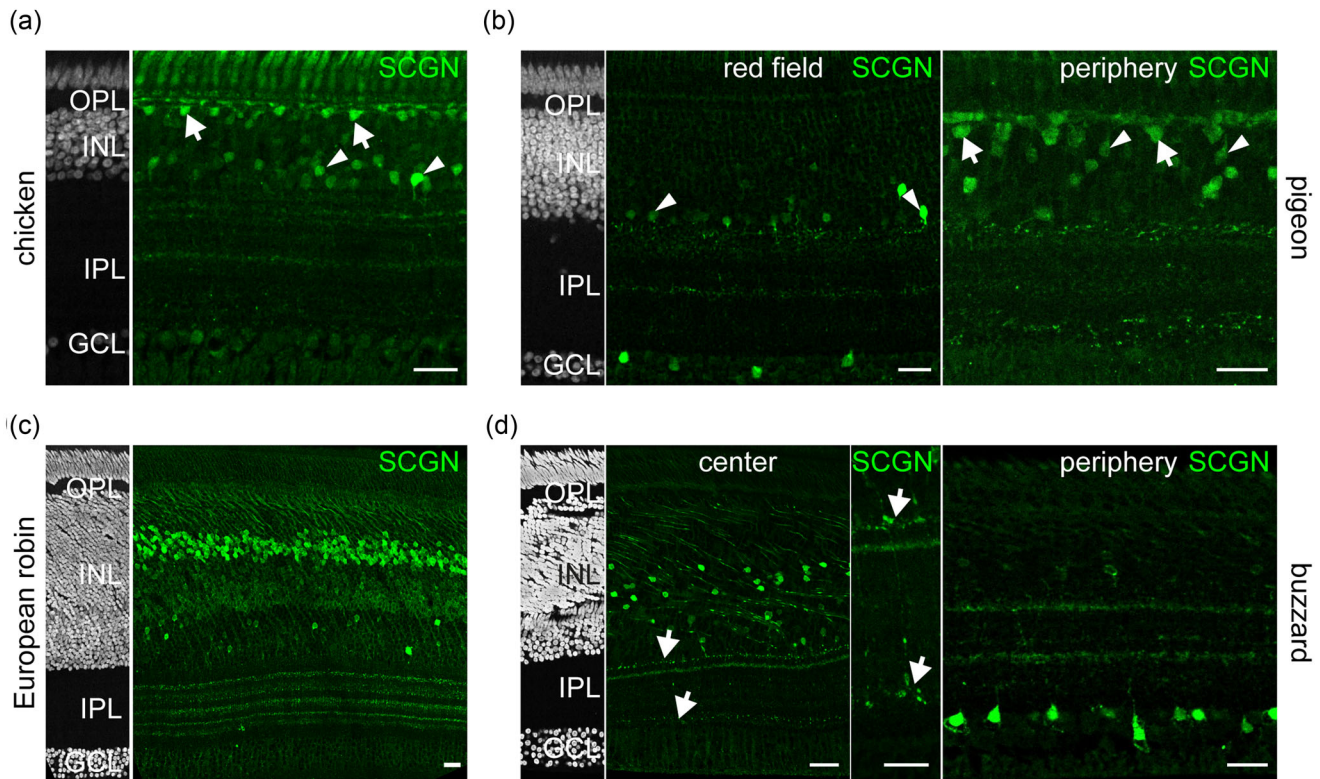 (a)
(b)
SCGN
red field SCGN
periphery SCGN
OPL
INL
IPL
GCL
chicken
OPL
INL
IPL
GCL
pigeon
(c)
(d)
SCGN
center
SCGN
periphery SCGN
OPL
INL
IPL
GCL
European robin
OPL
INL
IPL
GCL
buzzard